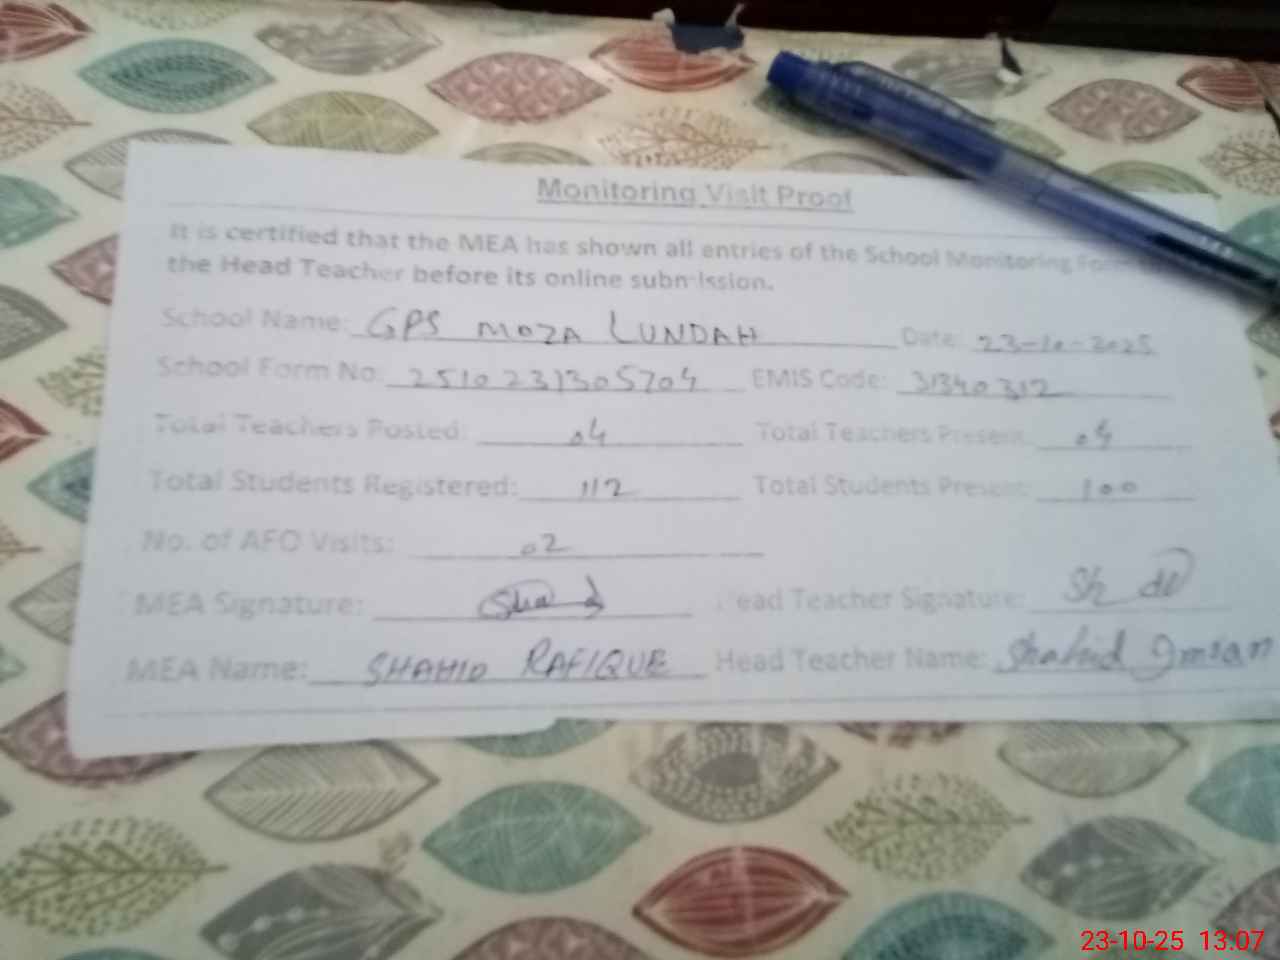 Monitoring Visit Proof
It is certified that the MEA has shown all entries of the School Monitoring Form
the Head Teacher before its online submission.
School Name: GPS MOZA LUNDAH Date: 23-10-2025
School Form No: 2510231305704 EMIS Code: 31340312
Total Teachers Posted: 04 Total Teachers Present: 04
Total Students Registered: 112 Total Students Present: 100
No. of AFO Visits: 02
MEA Signature: Head Teacher Signature:
MEA Name: SHAHID RAFIQUE Head Teacher Name: Shahid Imran
23-10-25 13:07